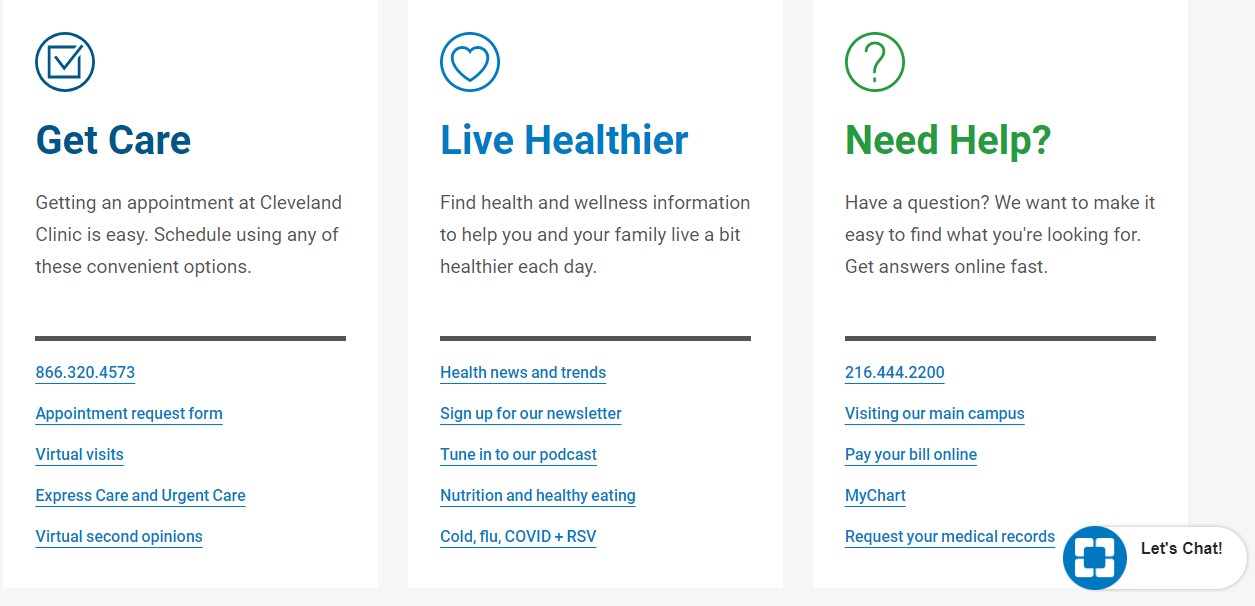 Get Care
Getting an appointment at Cleveland
Clinic is easy. Schedule using any of
these convenient options.
866.320.4573
Appointment request form
Virtual visits
Express Care and Urgent Care
Virtual second opinions
Live Healthier
Find health and wellness information
to help you and your family live a bit
healthier each day.
Health news and trends
Sign up for our newsletter
Tune in to our podcast
Nutrition and healthy eating
Cold, flu, COVID + RSV
Need Help?
Have a question? We want to make it
easy to find what you're looking for.
Get answers online fast.
216.444.2200
Visiting our main campus
Pay your bill online
MyChart
Request your medical records
Let's Chat!